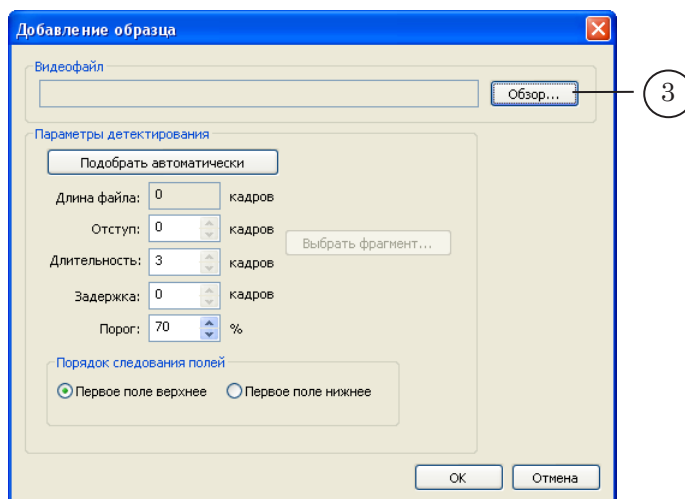 Добавление образца
Видеофайл
Обзор...
3
Параметры детектирования
Подобрать автоматически
Длина файла: 0 кадров
Отступ: 0 кадров
Выбрать фрагмент...
Длительность: 3 кадров
Задержка: 0 кадров
Порог: 70 %
Порядок следования полей
Первое поле верхнее Первое поле нижнее
ОК Отмена